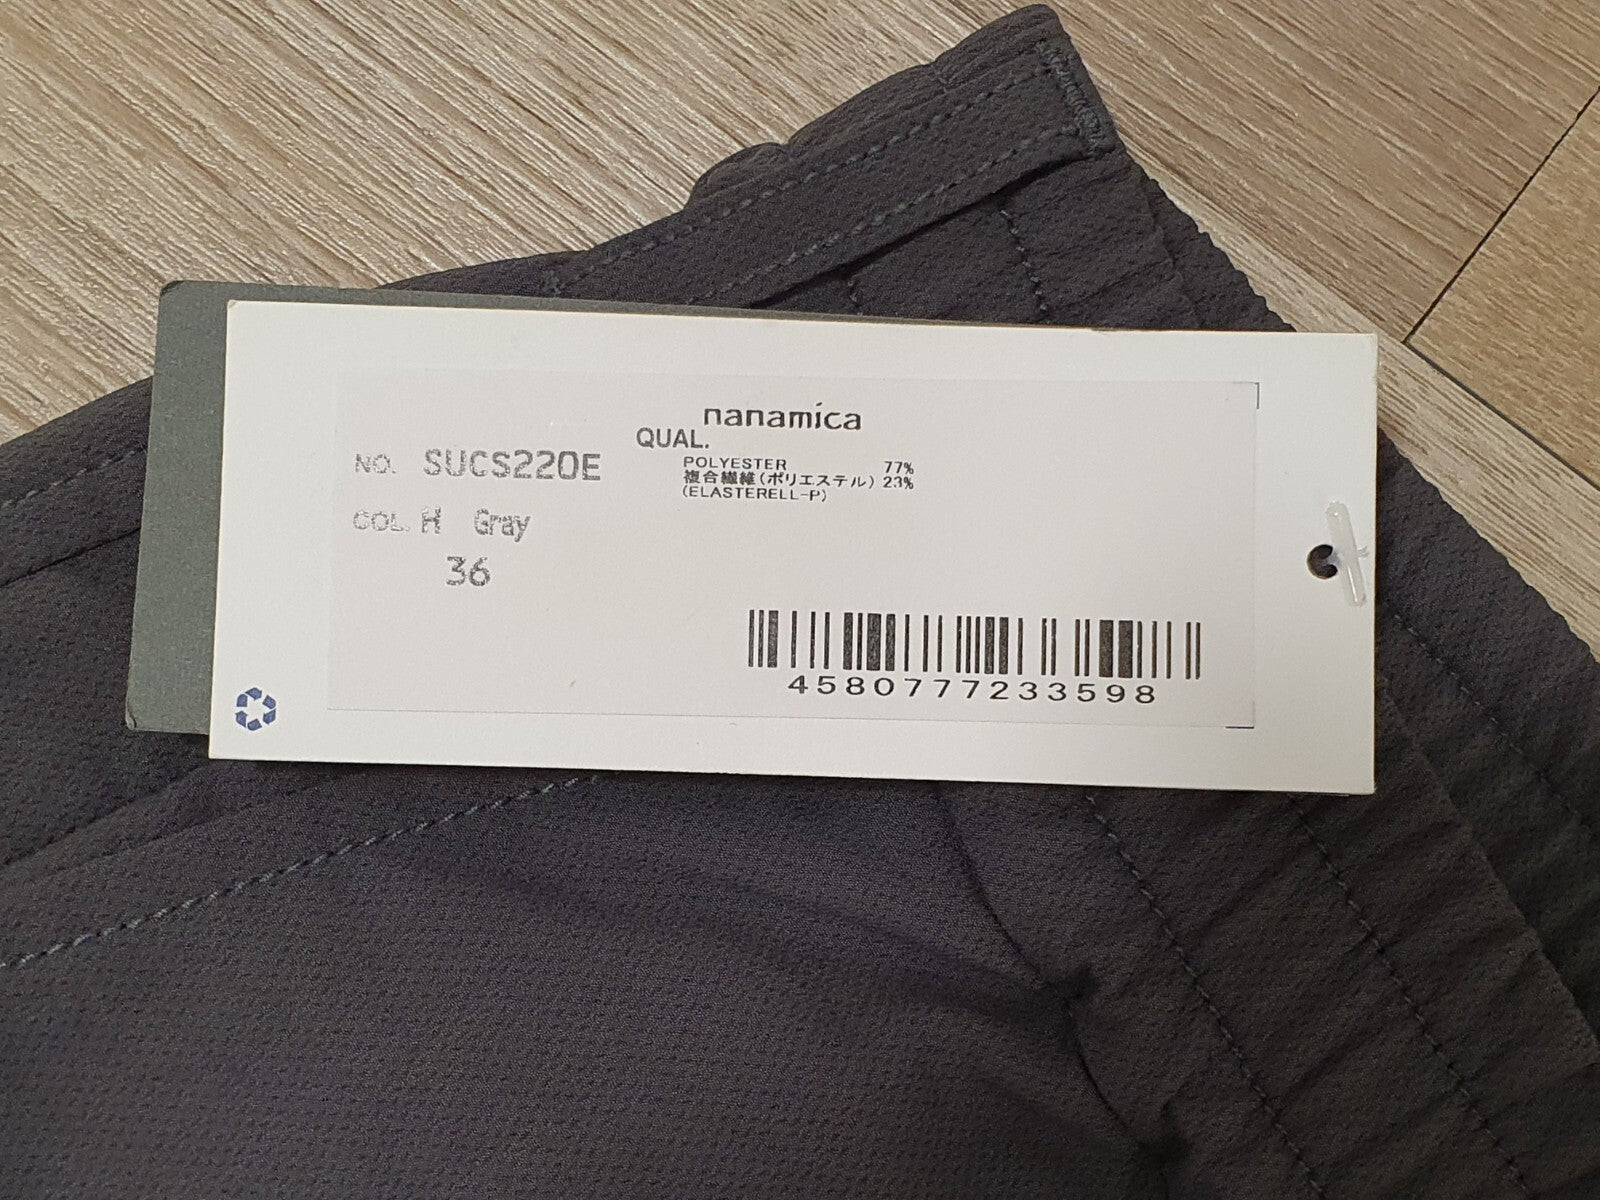 nanamica
QUAL.
NO. SUCS220E
POLYESTER 77%
複合繊維(ポリエステル) 23%
(ELASTERELL-P)
COL. H Gray
36
4580777233598